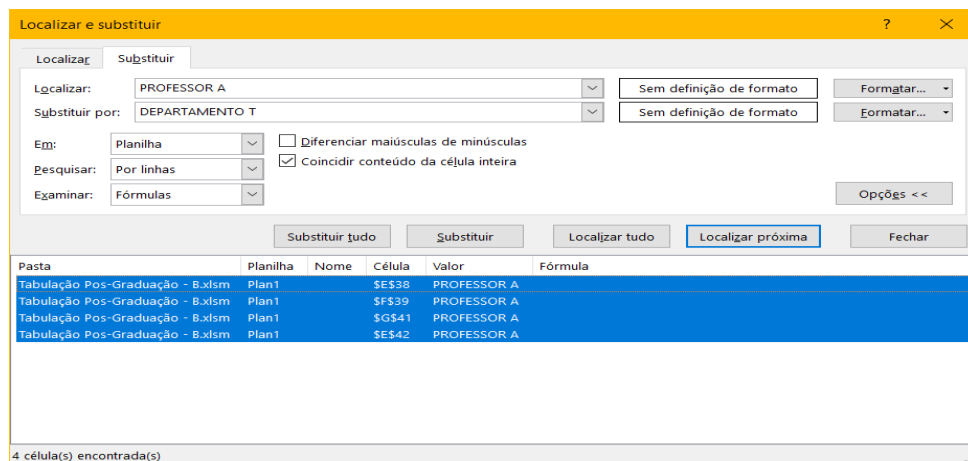 Localizar e substituir ?
Localizar Substituir
Localizar: PROFESSOR A Sem definição de formato Formatar...
Substituir por: DEPARTAMENTO T Sem definição de formato Formatar...
Em: Planilha Diferenciar maiúsculas de minúsculas
Coincidir conteúdo da célula inteira
Pesquisar: Por linhas
Examinar: Fórmulas Opções <<
Substituir tudo Substituir Localizar tudo Localizar próxima Fechar
Pasta Planilha Nome Célula Valor Fórmula
Tabulação Pos-Graduação - B.xlsm Plan1 $E$38 PROFESSOR A
Tabulação Pos-Graduação - B.xlsm Plan1 $F$39 PROFESSOR A
Tabulação Pos-Graduação - B.xlsm Plan1 $G$41 PROFESSOR A
Tabulação Pos-Graduação - B.xlsm Plan1 $E$42 PROFESSOR A
4 célula(s) encontrada(s)